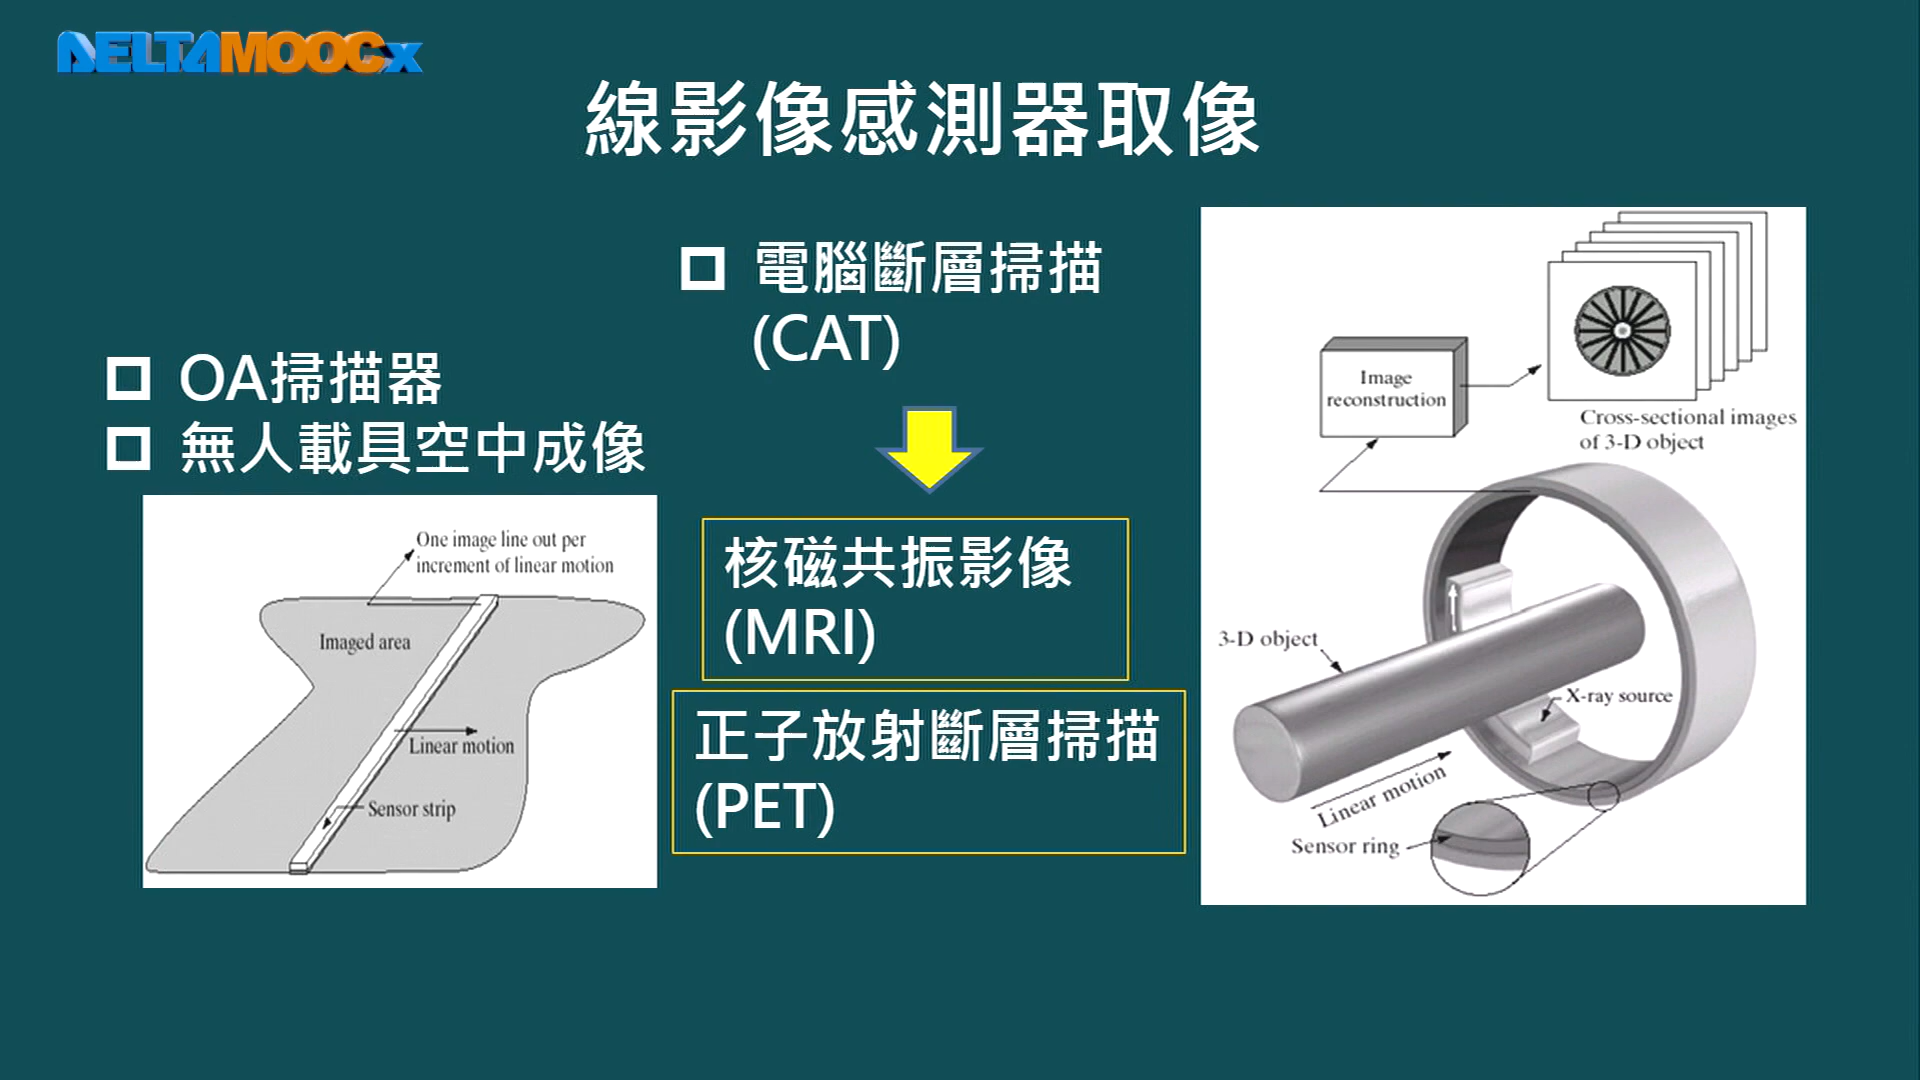 DELTAMOOCx
線影像感測器取像
OA掃描器
無人載具空中成像
One image line out per
increment of linear motion
Imaged area
Linear motion
Sensor strip
電腦斷層掃描
(CAT)
核磁共振影像
(MRI)
正子放射斷層掃描
(PET)
Image
reconstruction
Cross-sectional images
of 3-D object
3-D object
X-ray source
Linear motion
Sensor ring